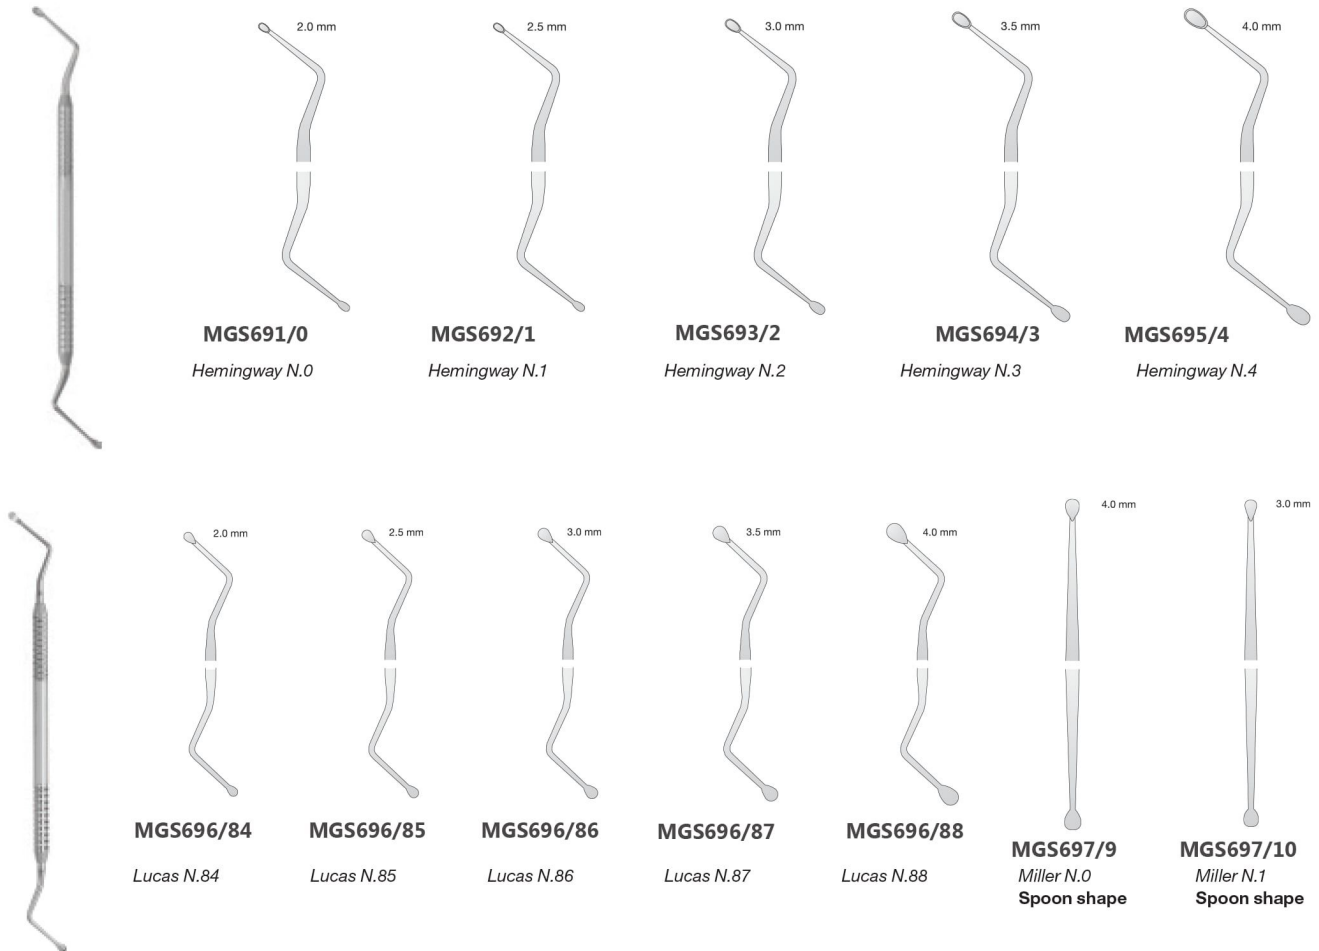 2.0 mm
2.5 mm
3.0 mm
3.5 mm
4.0 mm
MGS691/0
MGS692/1
MGS693/2
MGS694/3
MGS695/4
Hemingway N.0
Hemingway N.1
Hemingway N.2
Hemingway N.3
Hemingway N.4
2.0 mm
2.5 mm
3.0 mm
3.5 mm
4.0 mm
4.0 mm
3.0 mm
MGS696/84
MGS696/85
MGS696/86
MGS696/87
MGS696/88
MGS697/9
MGS697/10
Lucas N.84
Lucas N.85
Lucas N.86
Lucas N.87
Lucas N.88
Miller N.0
Miller N.1
Spoon shape
Spoon shape